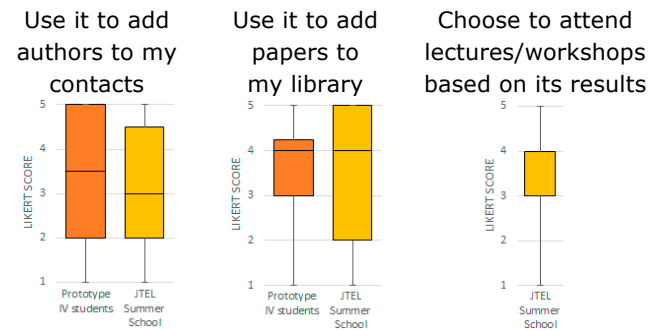 Use it to add
authors to my
contacts
5
4
3
2
1
LIKERT SCORE
Prototype
IV students
JTEL
Summer
School
Use it to add
papers to
my library
5
4
3
2
1
LIKERT SCORE
Prototype
IV students
JTEL
Summer
School
Choose to attend
lectures/workshops
based on its results
5
4
3
2
1
LIKERT SCORE
JTEL
Summer
School